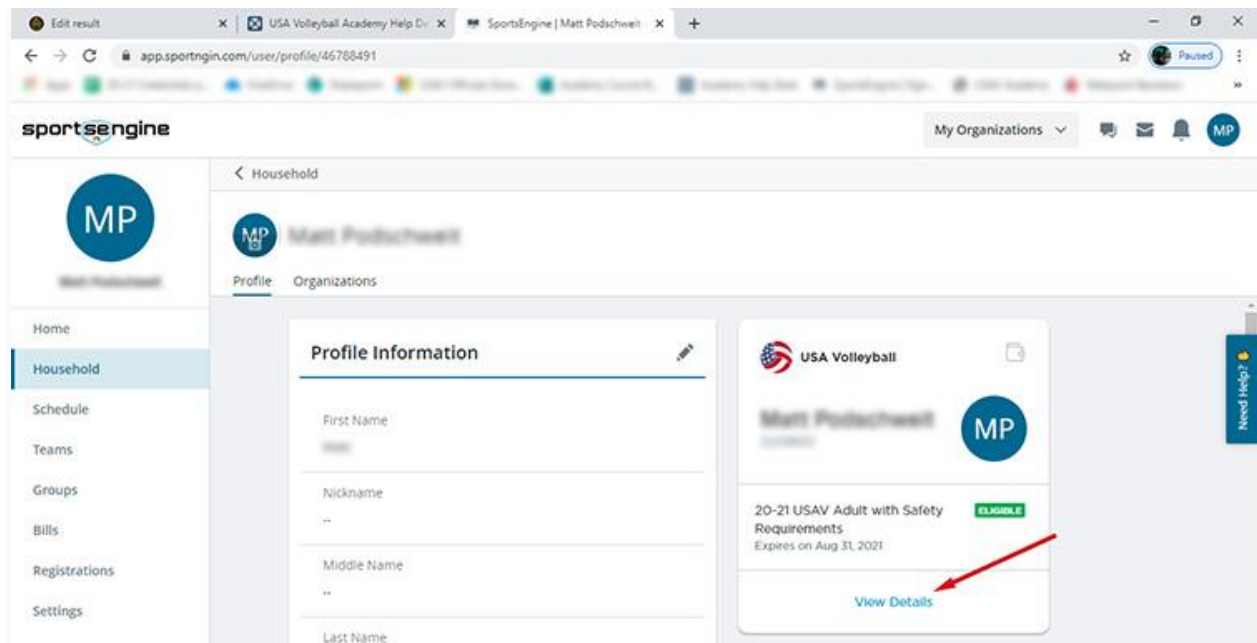 Edit result
USA Volleyball Academy Help De
SportsEngine | Matt Podschweit
app.sportngin.com/user/profile/46788491
Paused
sportsengine
My Organizations
MP
MP
Household
MP
Profile
Organizations
Home
Household
Schedule
Teams
Groups
Bills
Registrations
Settings
Profile Information
First Name
Nickname
--
Middle Name
--
Last Name
USA Volleyball
MP
20-21 USAV Adult with Safety
Requirements
ELIGIBLE
Expires on Aug 31, 2021
View Details
Need Help?